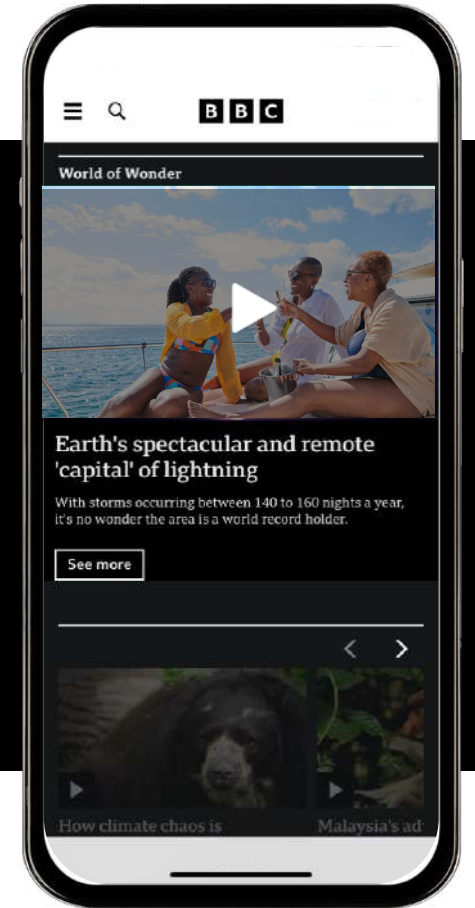 BBC
World of Wonder
Earth's spectacular and remote
'capital' of lightning
With storms occurring between 140 to 160 nights a year,
it's no wonder the area is a world record holder.
See more
How climate chaos is
Malaysia's ad